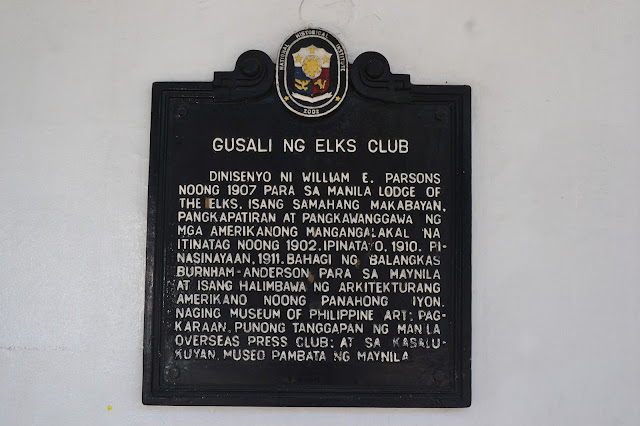 NATIONAL HISTORICAL INSTITUTE
2002
GUSALI NG ELKS CLUB
DINISENYO NI WILLIAM E. PARSONS
NOONG 1907 PARA SA MANILA LODGE OF
THE ELKS, ISANG SAMAHANG MAKABAYAN,
PANGKAPATIRAN AT PANGKAWANGGAWA NG
MGA AMERIKANONG MANGANGALAKAL NA
ITINATAG NOONG 1902. IPINATAYO, 1910. PI-
NASINAYAAN, 1911. BAHAGI NG BALANGKAS
BURNHAM-ANDERSON PARA SA MAYNILA
AT ISANG HALIMBAWA NG ARKITEKTURANG
AMERIKANO NOONG PANAHONG IYON.
NAGING MUSEUM OF PHILIPPINE ART; PAG-
KARAAN, PUNONG TANGGAPAN NG MANILA
OVERSEAS PRESS CLUB; AT SA KASALU-
KUYAN, MUSEO PAMBATA NG MAYNILA.